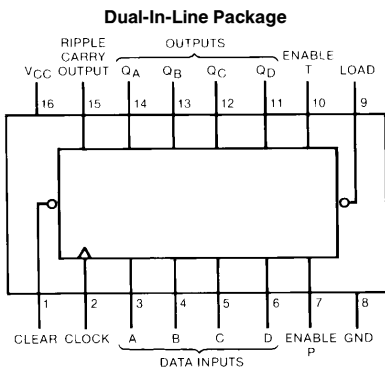 Dual-In-Line Package
RIPPLE
CARRY
OUTPUT
OUTPUTS
ENABLE
T
VCC QA QB QC QD LOAD
16 15 14 13 12 11 10 9
1 2 3 4 5 6 7 8
CLEAR CLOCK A B C D ENABLE
P
GND
DATA INPUTS